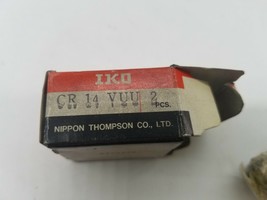 IKO
CR 14 VUU 2 PCS.
NIPPON THOMPSON CO., LTD.